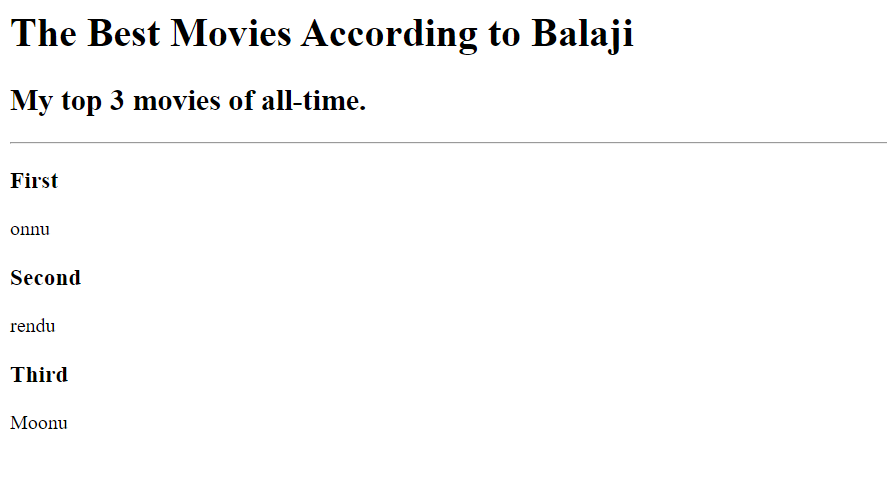 The Best Movies According to Balaji
My top 3 movies of all-time.
First
onnu
Second
rendu
Third
Moonu